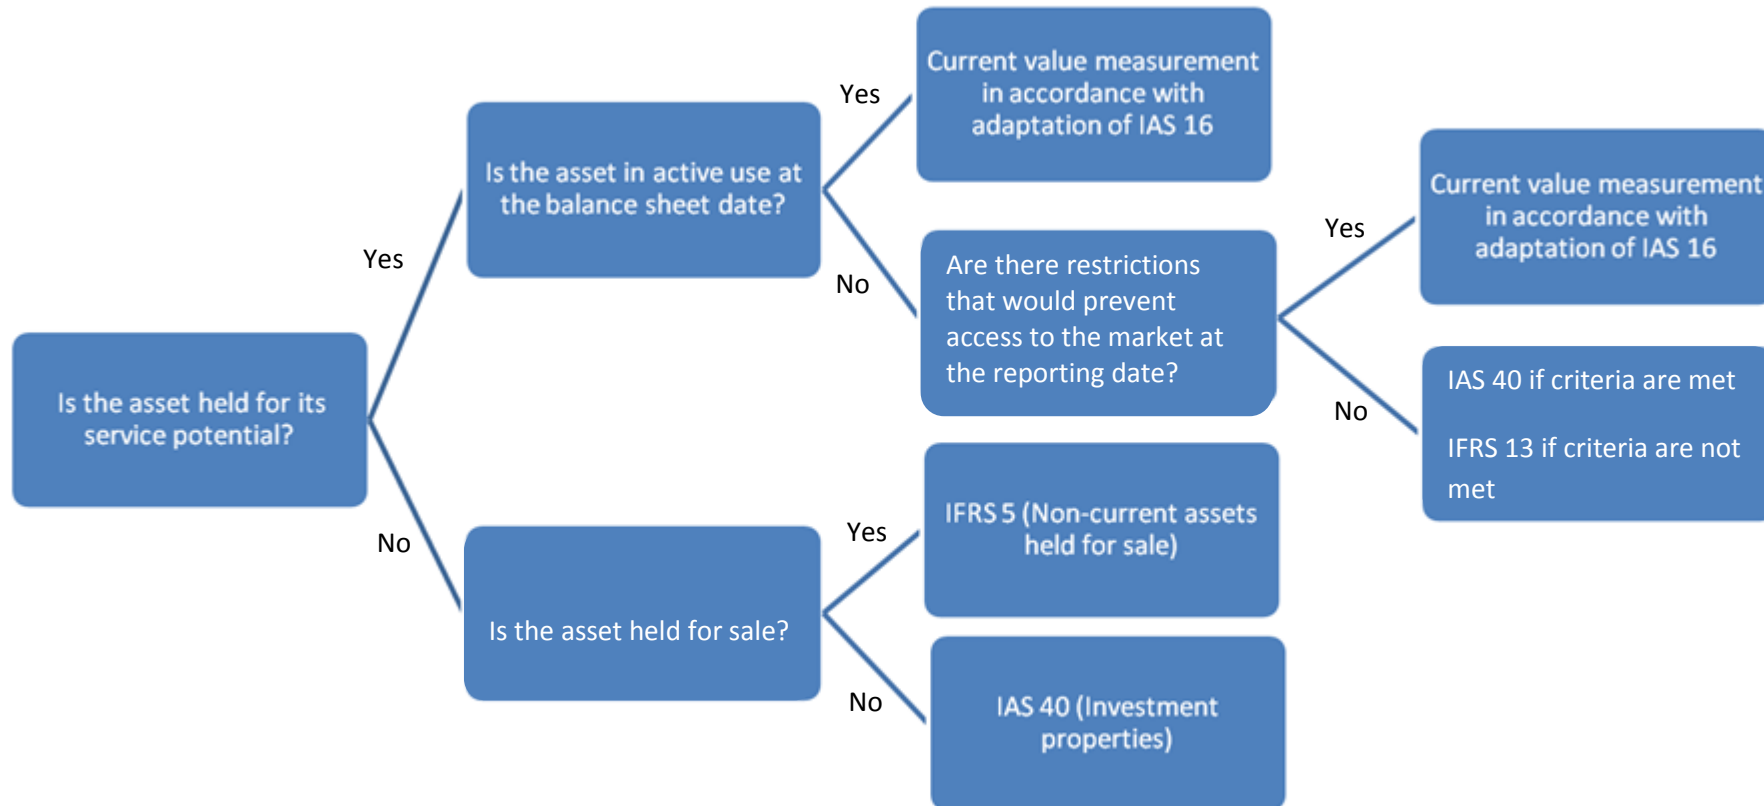 Is the asset held for its
service potential?
Yes
No
Is the asset in active use at
the balance sheet date?
Yes
No
Current value measurement
in accordance with
adaptation of IAS 16
Are there restrictions
that would prevent
access to the market at
the reporting date?
Yes
No
Current value measurement
in accordance with
adaptation of IAS 16
IAS 40 if criteria are met
IFRS 13 if criteria are not
met
Is the asset held for sale?
Yes
No
IFRS 5 (Non-current assets
held for sale)
IAS 40 (Investment
properties)